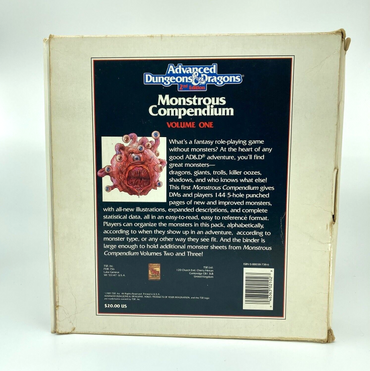 Advanced
Dungeons & Dragons
2nd Edition
Monstrous
Compendium
VOLUME ONE
What's a fantasy role-playing game
without monsters? At the heart of any
good AD&D® adventure, you'll find
great monsters—
dragons, giants, trolls, killer oozes,
shadows, and who knows what else!
This first Monstrous Compendium gives
DMs and players 144 5-hole punched
pages of new and improved monsters,
with all-new illustrations, expanded descriptions, and complete
statistical data, all in an easy-to-read, easy to reference format.
Players can organize the monsters in this pack, alphabetically,
according to when they show up in an adventure, according to
monster type, or any other way they see fit. And the binder is
large enough to hold additional monster sheets from Monstrous
Compendium Volumes Two and Three!
$20.00 US